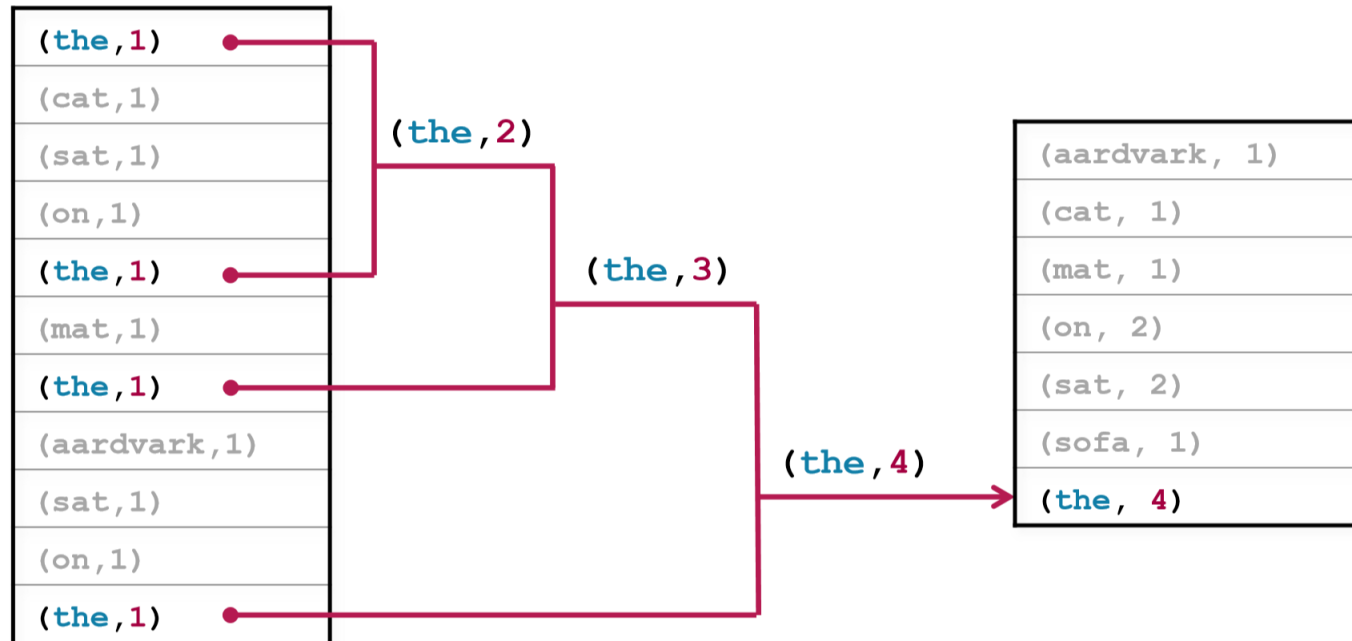 (the,1)
(cat,1)
(sat,1)
(on,1)
(the,1)
(mat,1)
(the,1)
(aardvark,1)
(sat,1)
(on,1)
(the,1)
(the,2)
(the,3)
(the,4)
(aardvark, 1)
(cat, 1)
(mat, 1)
(on, 2)
(sat, 2)
(sofa, 1)
(the, 4)